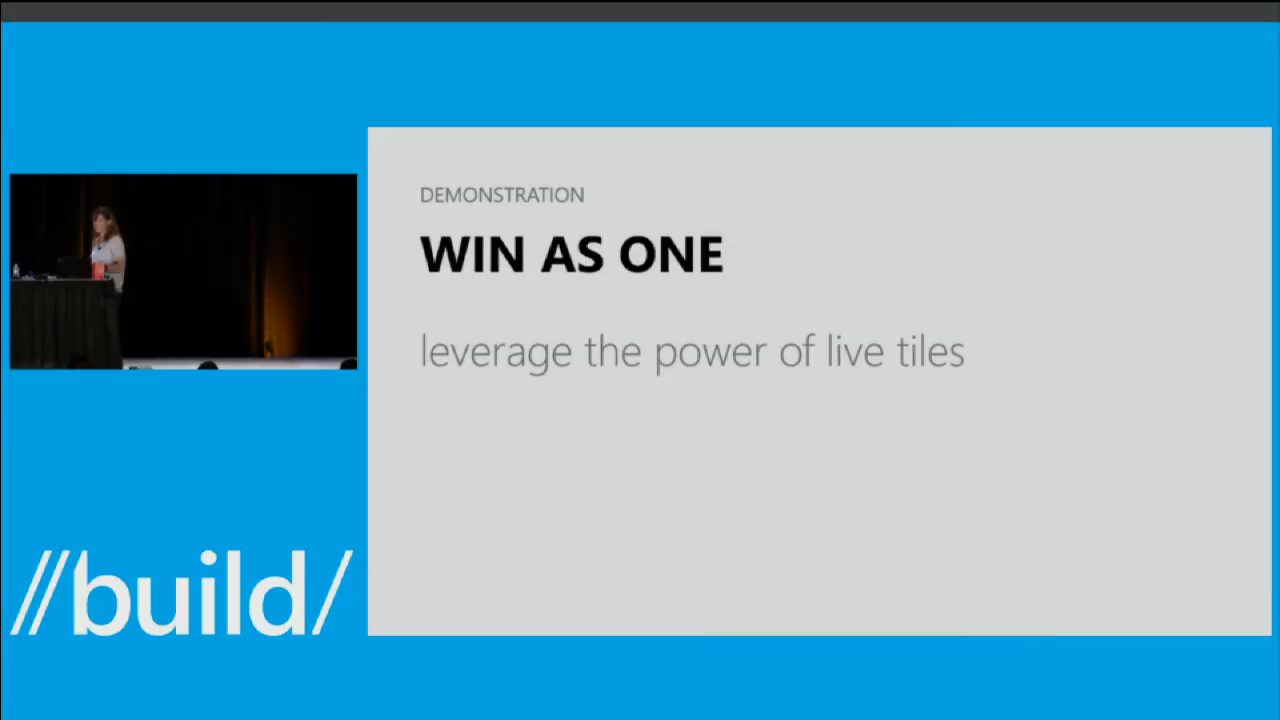 DEMONSTRATION
WIN AS ONE
leverage the power of live tiles
//build/